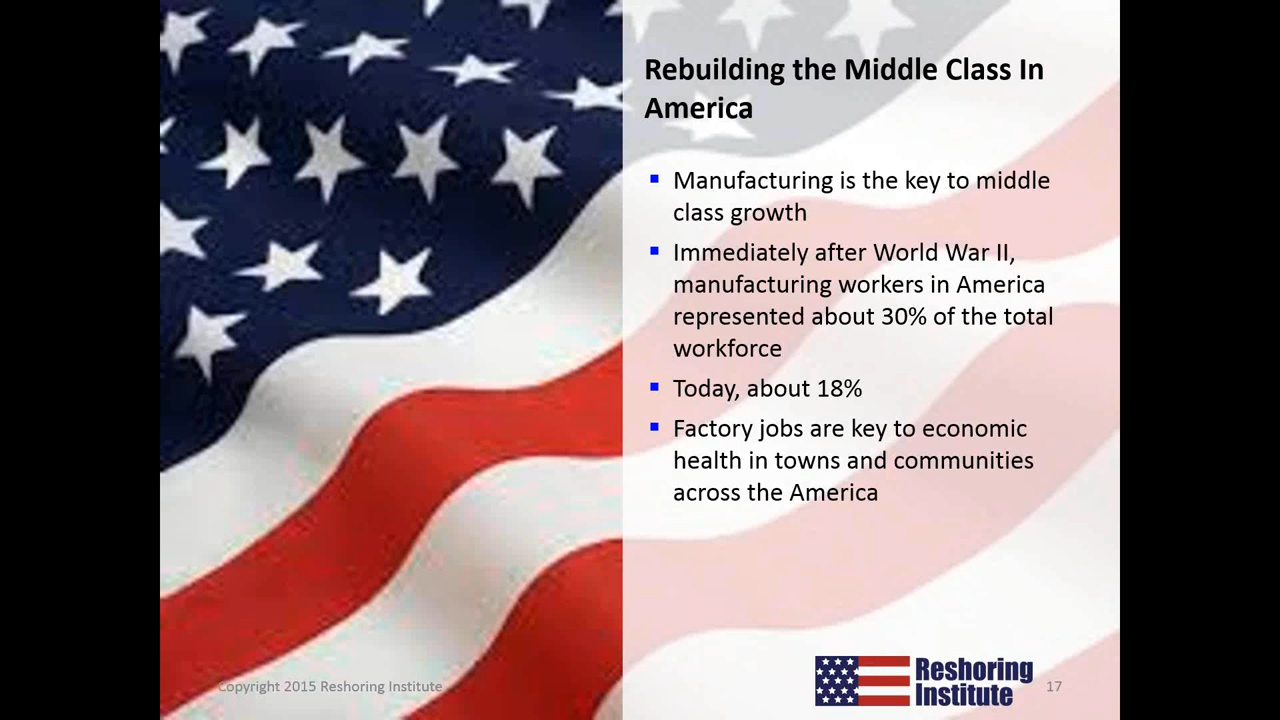 Rebuilding the Middle Class In
America
Manufacturing is the key to middle
class growth
Immediately after World War II,
manufacturing workers in America
represented about 30% of the total
workforce
Today, about 18%
Factory jobs are key to economic
health in towns and communities
across the America
Copyright 2015 Reshoring Institute
Reshoring
Institute
17